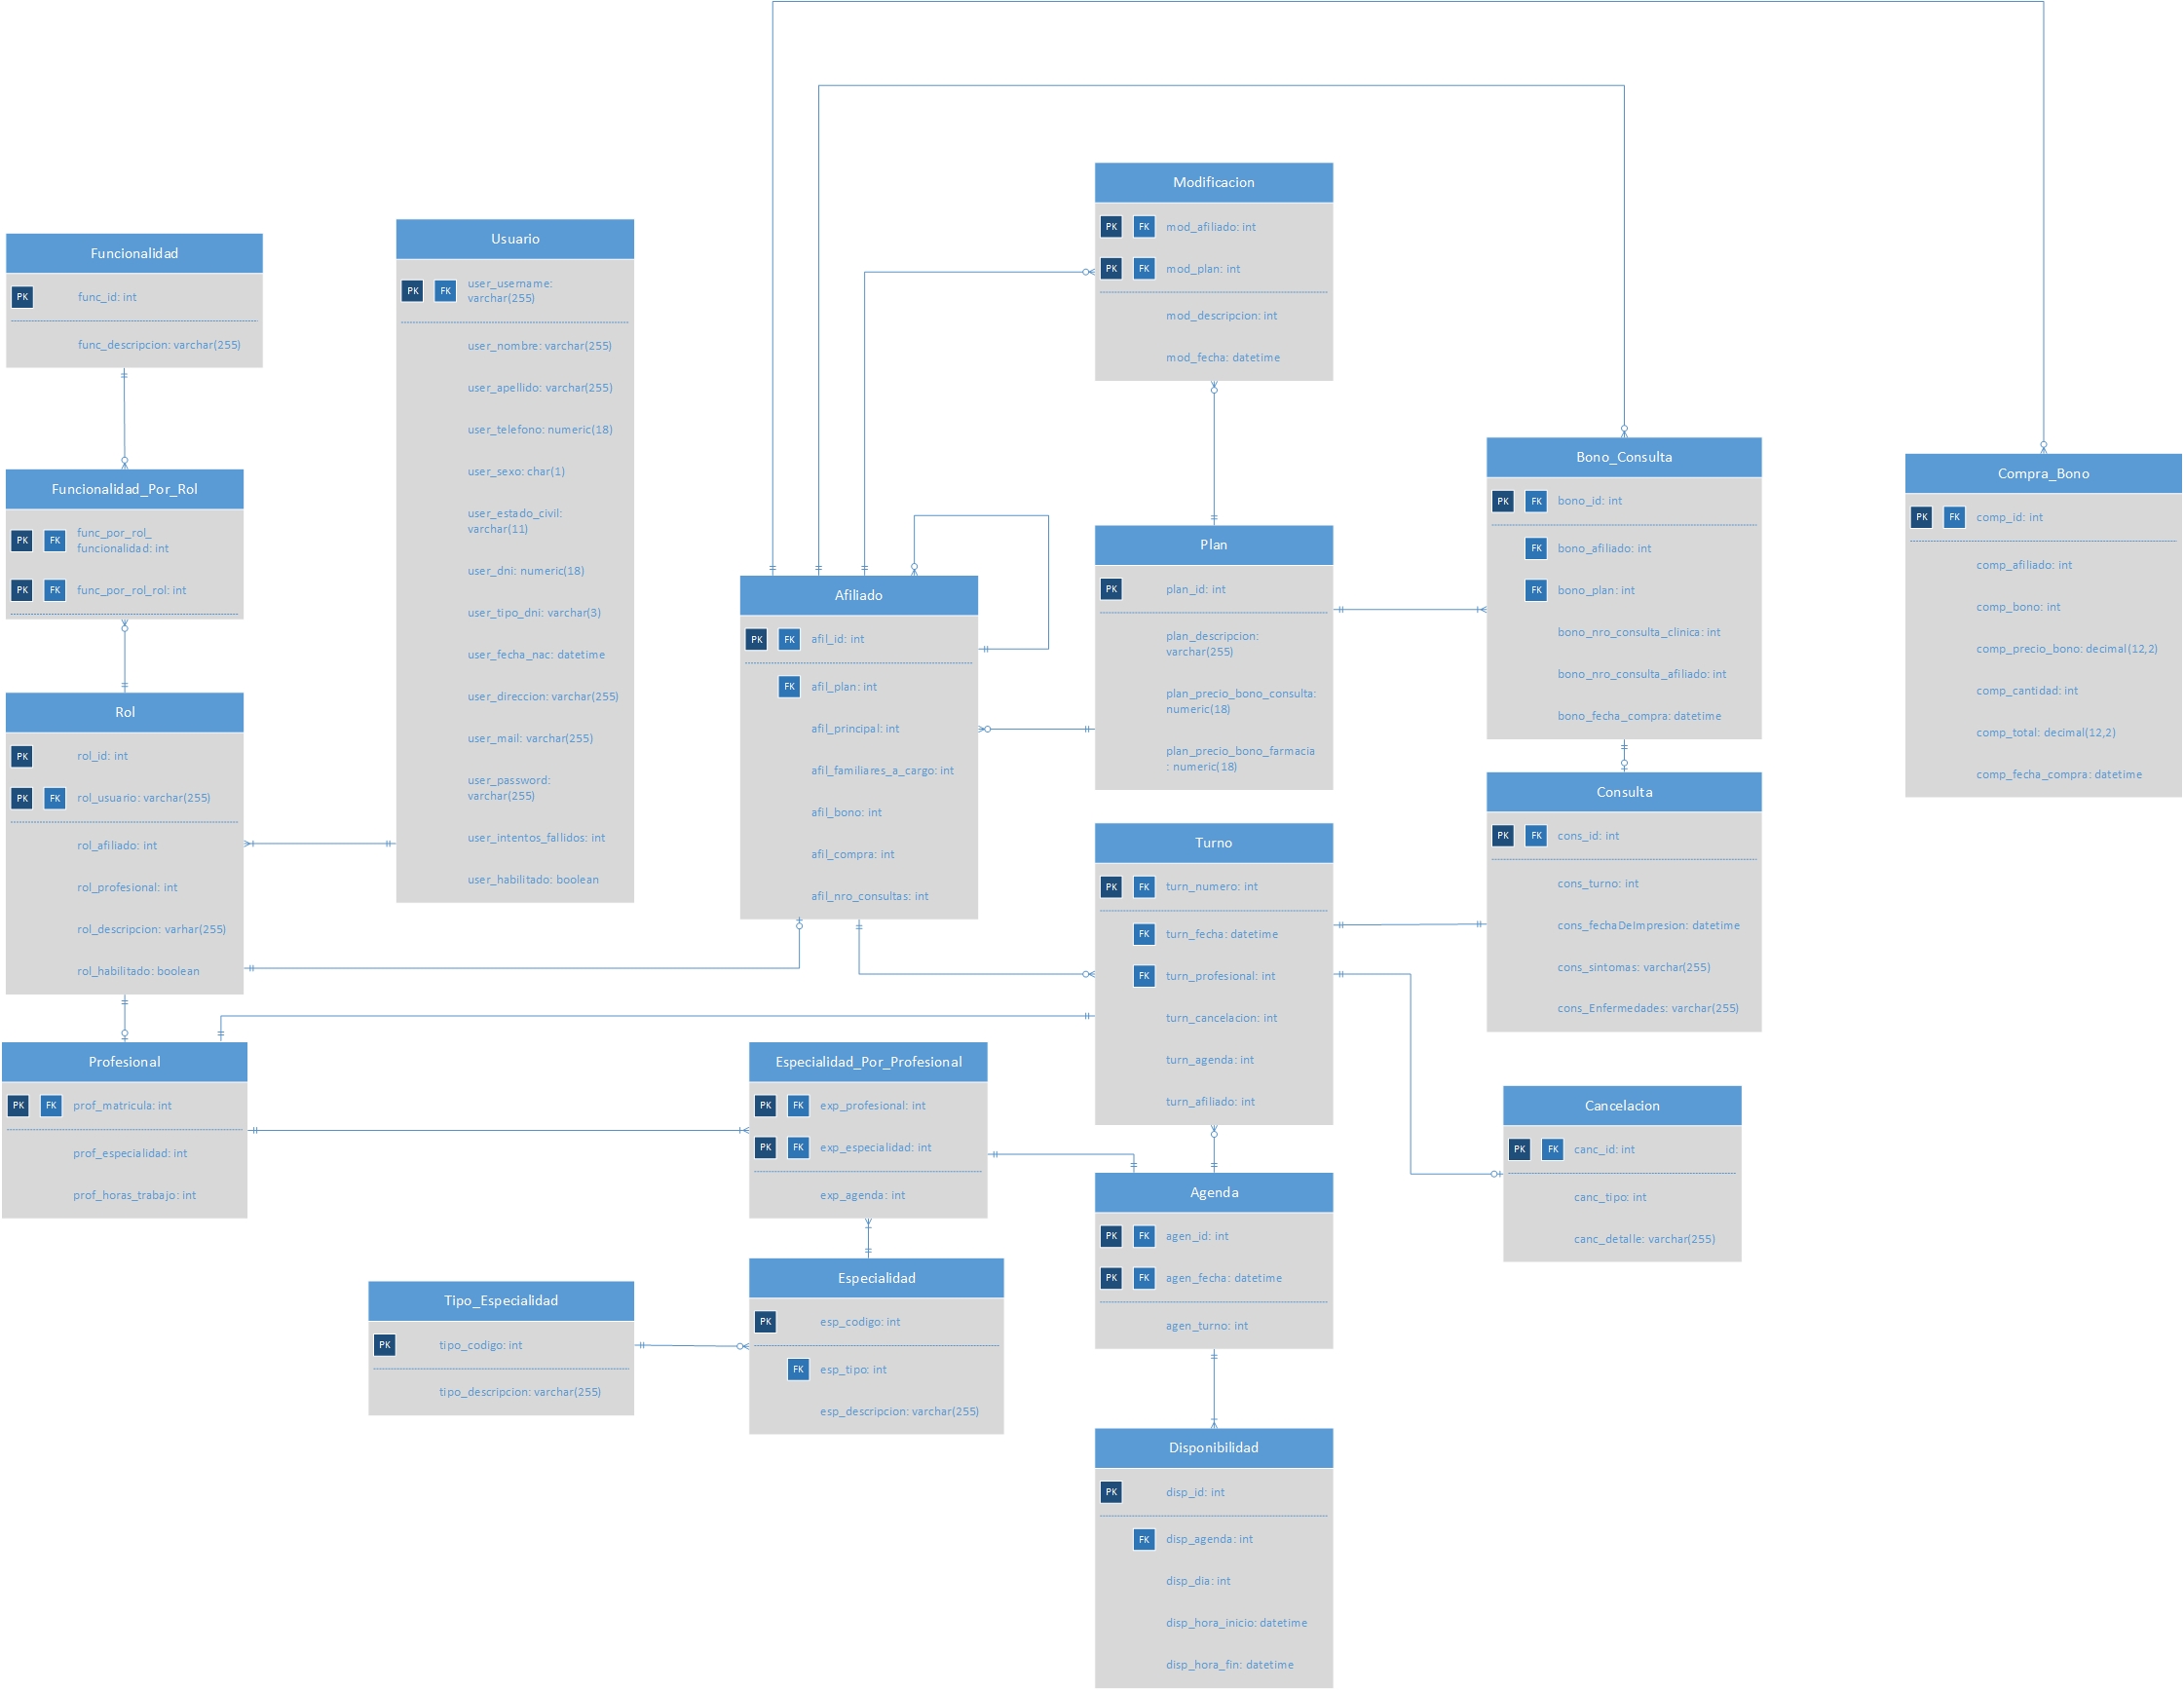 Funcionalidad
PK
func_id: int
func_descripcion: varchar(255)
Funcionalidad_Por_Rol
PK FK func_por_rol_
funcionalidad: int
PK FK func_por_rol_rol: int
Rol
PK rol_id: int
PK FK rol_usuario: varchar(255)
rol_afiliado: int
rol_profesional: int
rol_descripcion: varhar(255)
rol_habilitado: boolean
Profesional
PK FK prof_matricula: int
prof_especialidad: int
prof_horas_trabajo: int
Usuario
PK FK user_username:
varchar(255)
user_nombre: varchar(255)
user_apellido: varchar(255)
user_telefono: numeric(18)
user_sexo: char(1)
user_estado_civil:
varchar(11)
user_dni: numeric(18)
user_tipo_dni: varchar(3)
user_fecha_nac: datetime
user_direccion: varchar(255)
user_mail: varchar(255)
user_password:
varchar(255)
user_intentos_fallidos: int
user_habilitado: boolean
Tipo_Especialidad
PK tipo_codigo: int
tipo_descripcion: varchar(255)
Afiliado
PK FK afil_id: int
FK afil_plan: int
afil_principal: int
afil_familiares_a_cargo: int
afil_bono: int
afil_compra: int
afil_nro_consultas: int
Especialidad_Por_Profesional
PK FK exp_profesional: int
PK FK exp_especialidad: int
exp_agenda: int
Especialidad
PK esp_codigo: int
FK esp_tipo: int
esp_descripcion: varchar(255)
Modificacion
PK FK mod_afiliado: int
PK FK mod_plan: int
mod_descripcion: int
mod_fecha: datetime
Plan
PK plan_id: int
plan_descripcion:
varchar(255)
plan_precio_bono_consulta:
numeric(18)
plan_precio_bono_farmacia
: numeric(18)
Turno
PK FK turn_numero: int
FK turn_fecha: datetime
FK turn_profesional: int
turn_cancelacion: int
turn_agenda: int
turn_afiliado: int
Agenda
PK FK agen_id: int
PK FK agen_fecha: datetime
agen_turno: int
Disponibilidad
PK disp_id: int
FK disp_agenda: int
disp_dia: int
disp_hora_inicio: datetime
disp_hora_fin: datetime
Bono_Consulta
PK FK bono_id: int
FK bono_afiliado: int
FK bono_plan: int
bono_nro_consulta_clinica: int
bono_nro_consulta_afiliado: int
bono_fecha_compra: datetime
Consulta
PK FK cons_id: int
cons_turno: int
cons_fechaDeImpresion: datetime
cons_sintomas: varchar(255)
cons_Enfermedades: varchar(255)
Cancelacion
PK FK canc_id: int
canc_tipo: int
canc_detalle: varchar(255)
Compra_Bono
PK FK comp_id: int
comp_afiliado: int
comp_bono: int
comp_precio_bono: decimal(12,2)
comp_cantidad: int
comp_total: decimal(12,2)
comp_fecha_compra: datetime